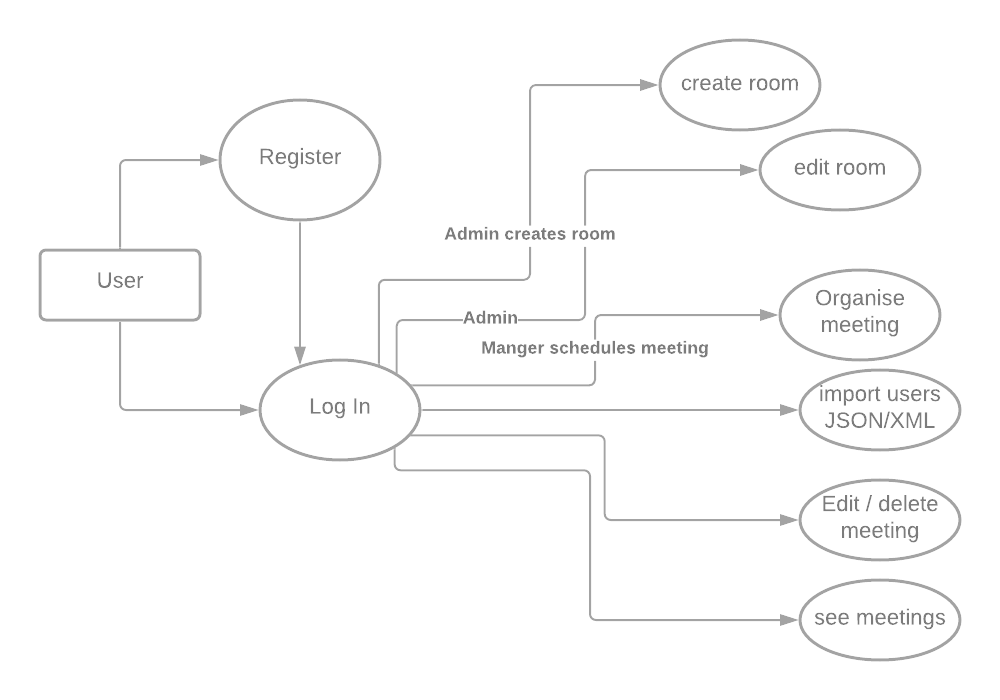 create room
Register
edit room
Admin creates room
User
Organise
meeting
Admin
Manger schedules meeting
import users
JSON/XML
Log In
Edit / delete
meeting
see meetings